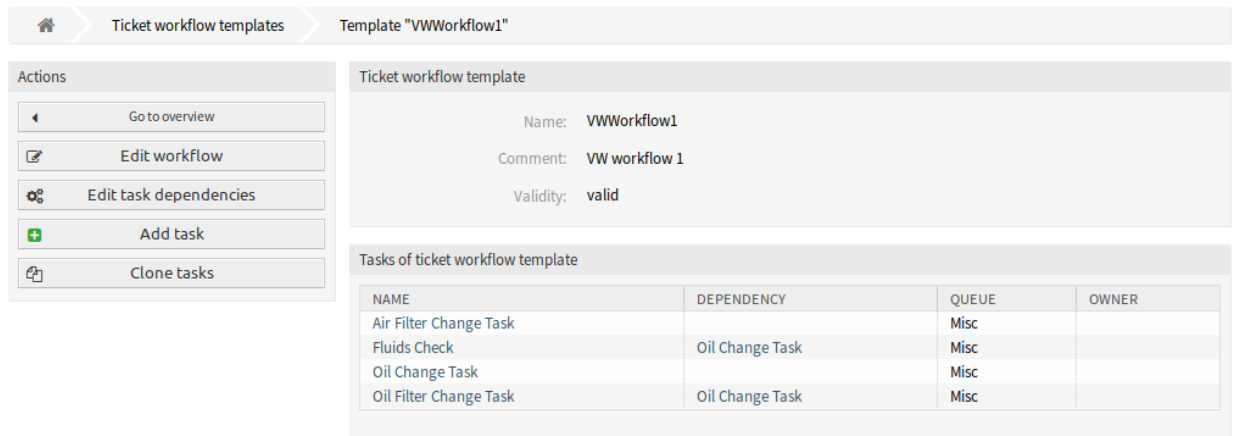 Ticket workflow templates Template "VWWorkflow1"
Actions
Go to overview
Edit workflow
Edit task dependencies
Add task
Clone tasks
Ticket workflow template
Name: VWWorkflow1
Comment: VW workflow 1
Validity: valid
Tasks of ticket workflow template
NAME DEPENDENCY QUEUE OWNER
Air Filter Change Task Misc
Fluids Check Oil Change Task Misc
Oil Change Task Misc
Oil Filter Change Task Oil Change Task Misc